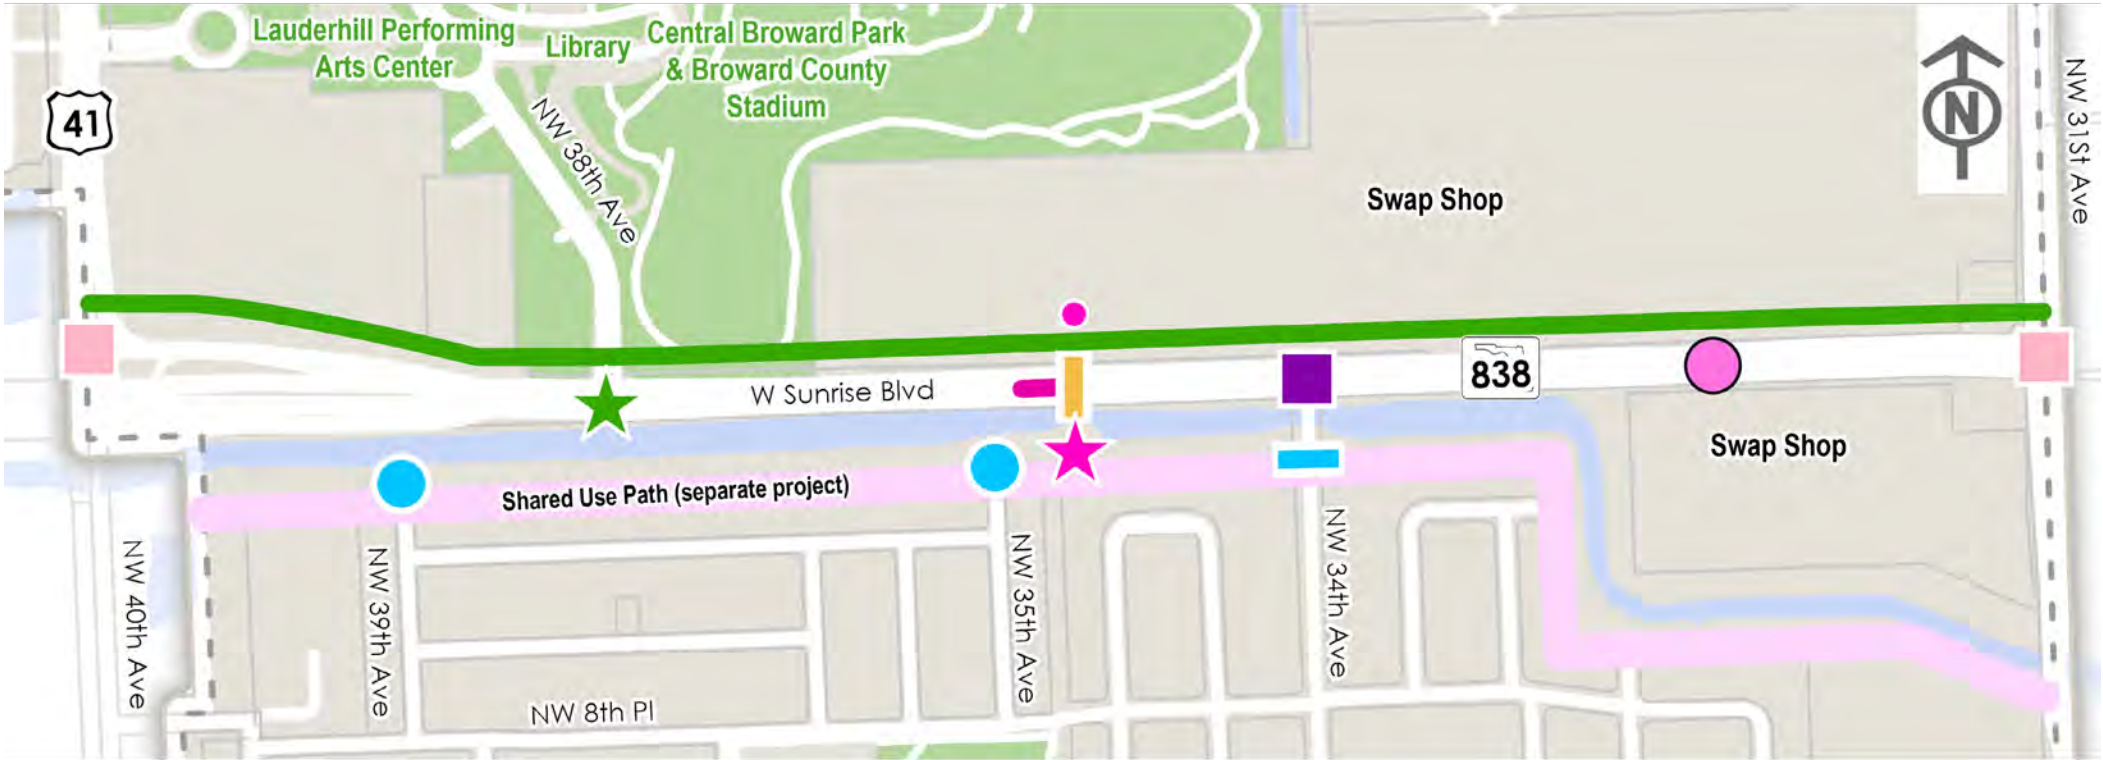 Lauderhill Performing
Arts Center
Library
Central Broward Park
& Broward County
Stadium
41
NW 38th Ave
N
NW 31St Ave
Swap Shop
W Sunrise Blvd
838
Swap Shop
Shared Use Path (separate project)
NW 40th Ave
NW 39th Ave
NW 35th Ave
NW 34th Ave
NW 8th Pl